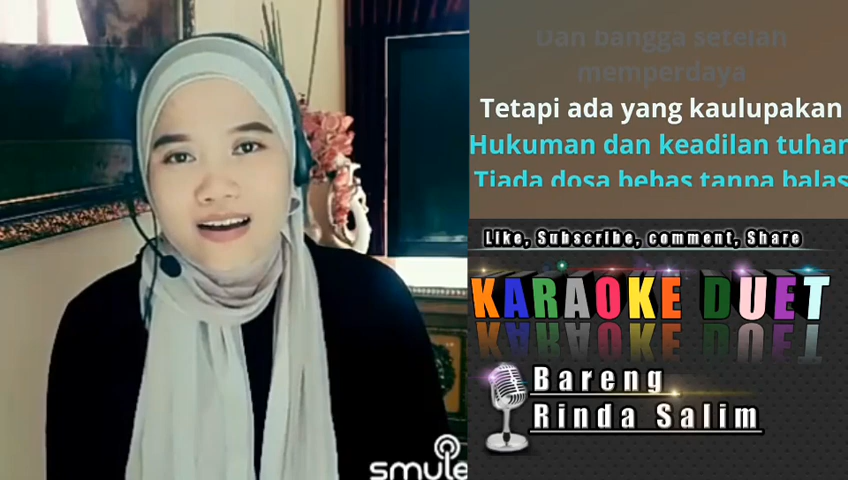 Dan bangga setelah
memperdaya
Tetapi ada yang kaulupakan
Hukuman dan keadilan tuhan
Tiada dosa bebas tanpa balas
Like, Subscribe, comment, Share
KARAOKE DUET
Bareng
Rinda Salim
smule